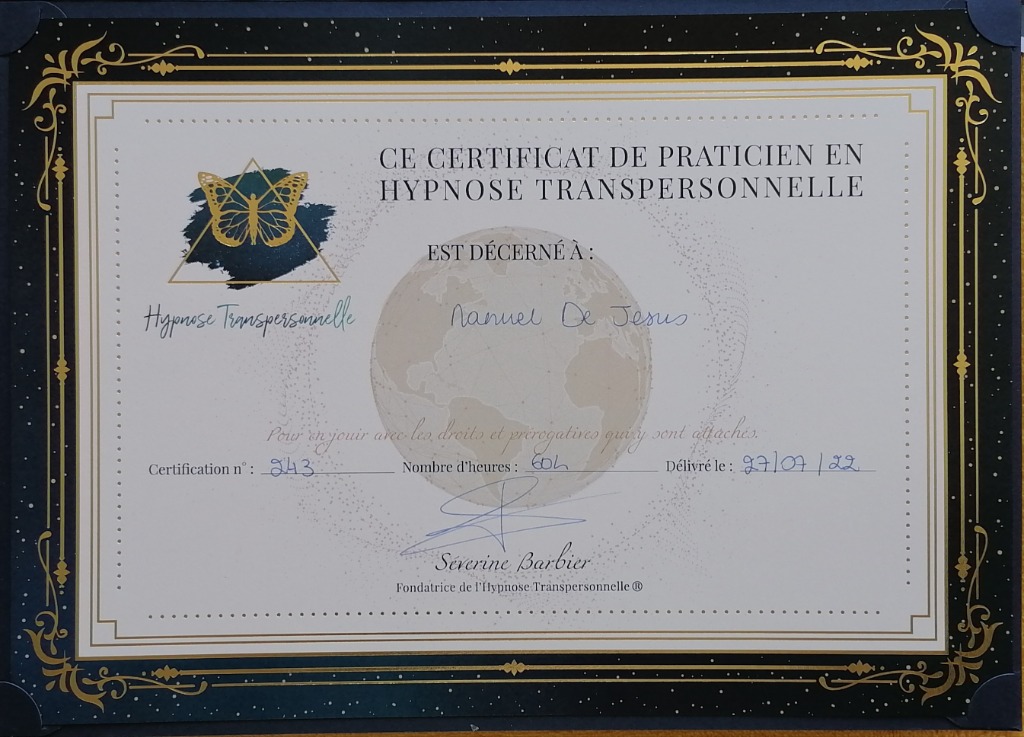 CE CERTIFICAT DE PRATICIEN EN
HYPNOSE TRANSPERSONNELLE
EST DÉCERNÉ À :
Hypnose Transpersonnelle
Manuel De Jesus
Pour en jouir avec les droits et prérogatives qui y sont attachés.
Certification n° : 243 Nombre d'heures : 60h Délivré le : 27/07/22
Séverine Barbier
Fondatrice de l'Hypnose Transpersonnelle ®